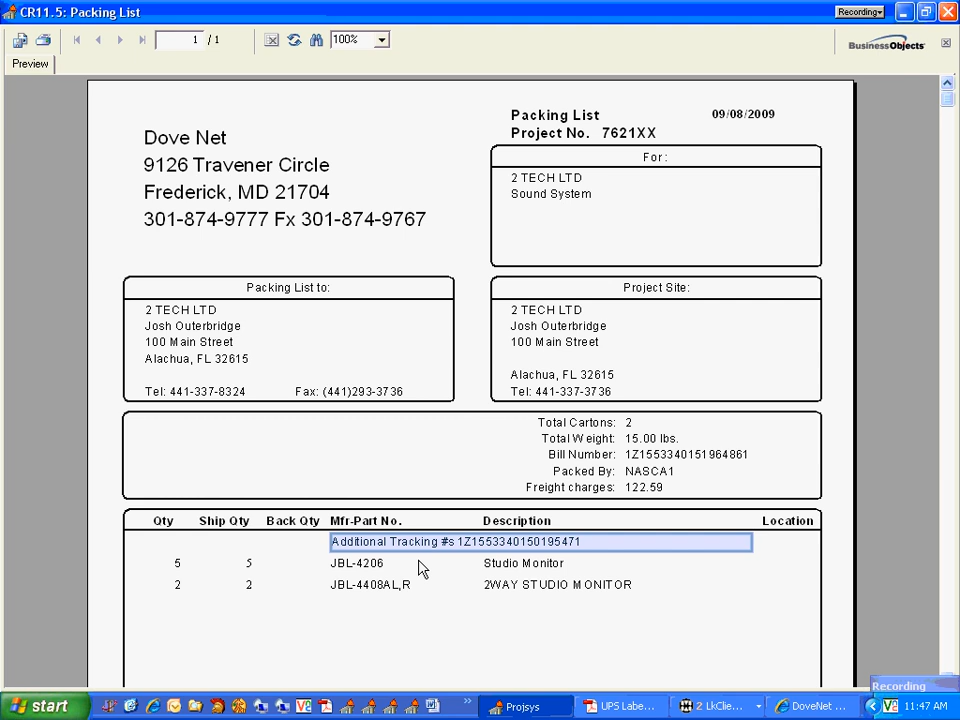 CR11.5: Packing List
Recording
1 / 1
100%
BusinessObjects
Preview
Packing List 09/08/2009
Project No. 7621XX
Dove Net
9126 Travener Circle
Frederick, MD 21704
301-874-9777 Fx 301-874-9767
For:
2 TECH LTD
Sound System
Packing List to:
2 TECH LTD
Josh Outerbridge
100 Main Street
Alachua, FL 32615
Tel: 441-337-8324 Fax: (441)293-3736
Project Site:
2 TECH LTD
Josh Outerbridge
100 Main Street
Alachua, FL 32615
Tel: 441-337-3736
Total Cartons: 2
Total Weight: 15.00 lbs.
Bill Number: 1Z1553340151964861
Packed By: NASCA1
Freight charges: 122.59
Qty Ship Qty Back Qty Mfr-Part No. Description Location
Additional Tracking #s 1Z1553340150195471
5 5 JBL-4206 Studio Monitor
2 2 JBL-4408AL,R 2WAY STUDIO MONITOR
Recording
start
Projsys
UPS Labe...
2 LkClie...
DoveNet ...
11:47 AM